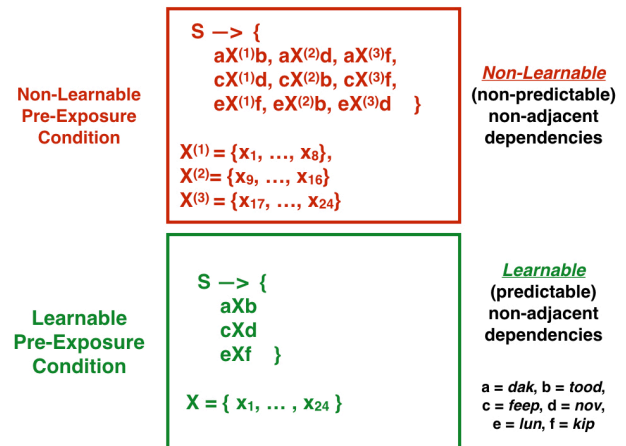 Non-Learnable
Pre-Exposure
Condition
S —> {
aX(1)b, aX(2)d, aX(3)f,
cX(1)d, cX(2)b, cX(3)f,
eX(1)f, eX(2)b, eX(3)d }
X(1) = {x1, …, x8},
X(2)= {x9, …, x16}
X(3) = {x17, …, x24}
Non-Learnable
(non-predictable)
non-adjacent
dependencies
Learnable
Pre-Exposure
Condition
S —> {
aXb
cXd
eXf }
X = { x1, … , x24 }
Learnable
(predictable)
non-adjacent
dependencies
a = dak, b = tood,
c = feep, d = nov,
e = lun, f = kip